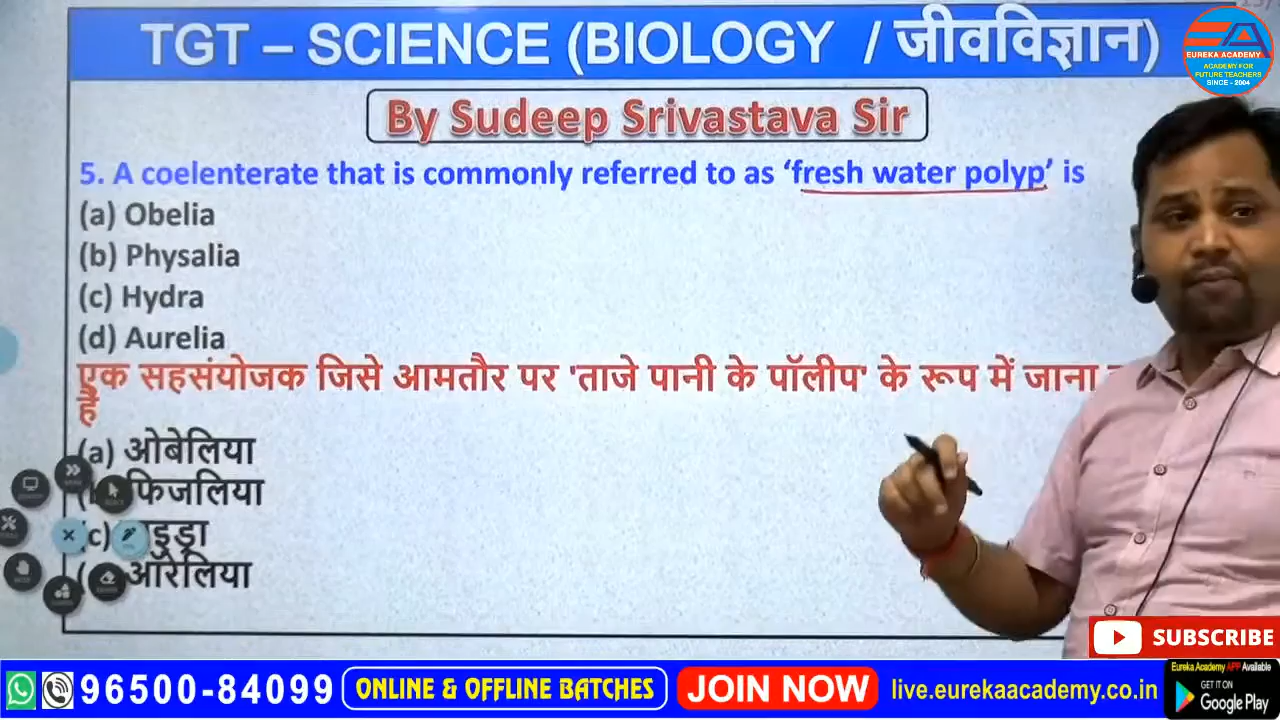 TGT – SCIENCE (BIOLOGY / जीवविज्ञान)
EUREKA ACADEMY
ACADEMY FOR
FUTURE TEACHERS
SINCE - 2004
By Sudeep Srivastava Sir
5. A coelenterate that is commonly referred to as ‘fresh water polyp’ is
(a) Obelia
(b) Physalia
(c) Hydra
(d) Aurelia
एक सहसंयोजक जिसे आमतौर पर 'ताजे पानी के पॉलीप' के रूप में जाना
है
(a) ओबेलिया
फिजलिया
(c)
ऑरेलिया
SUBSCRIBE
96500-84099
ONLINE & OFFLINE BATCHES
JOIN NOW
live.eurekaacademy.co.in
Eureka Academy APP Available
GET IT ON
Google Play